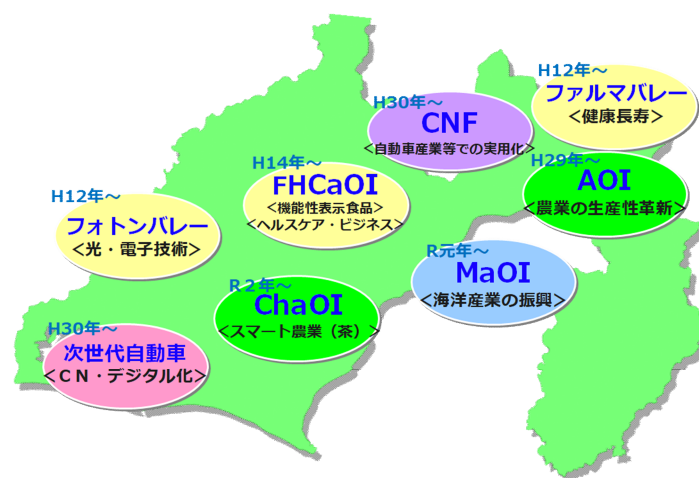 H12年～
ファルマバレー
＜健康長寿＞
H30年～
CNF
＜自動車産業等での実用化＞
H29年～
AOI
＜農業の生産性革新＞
H14年～
FHCaOI
＜機能性表示食品＞
＜ヘルスケア・ビジネス＞
H12年～
フォトンバレー
＜光・電子技術＞
R元年～
MaOI
＜海洋産業の振興＞
R２年～
ChaOI
＜スマート農業（茶）＞
H30年～
次世代自動車
＜ＣＮ・デジタル化＞